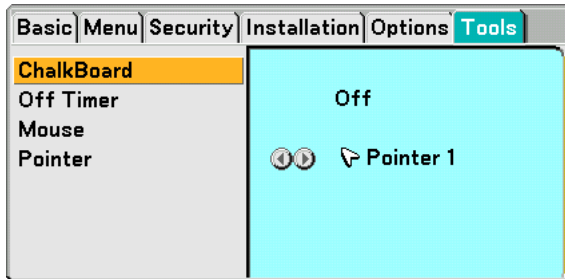 Basic Menu Security Installation Options Tools
ChalkBoard
Off Timer Off
Mouse
Pointer Pointer 1